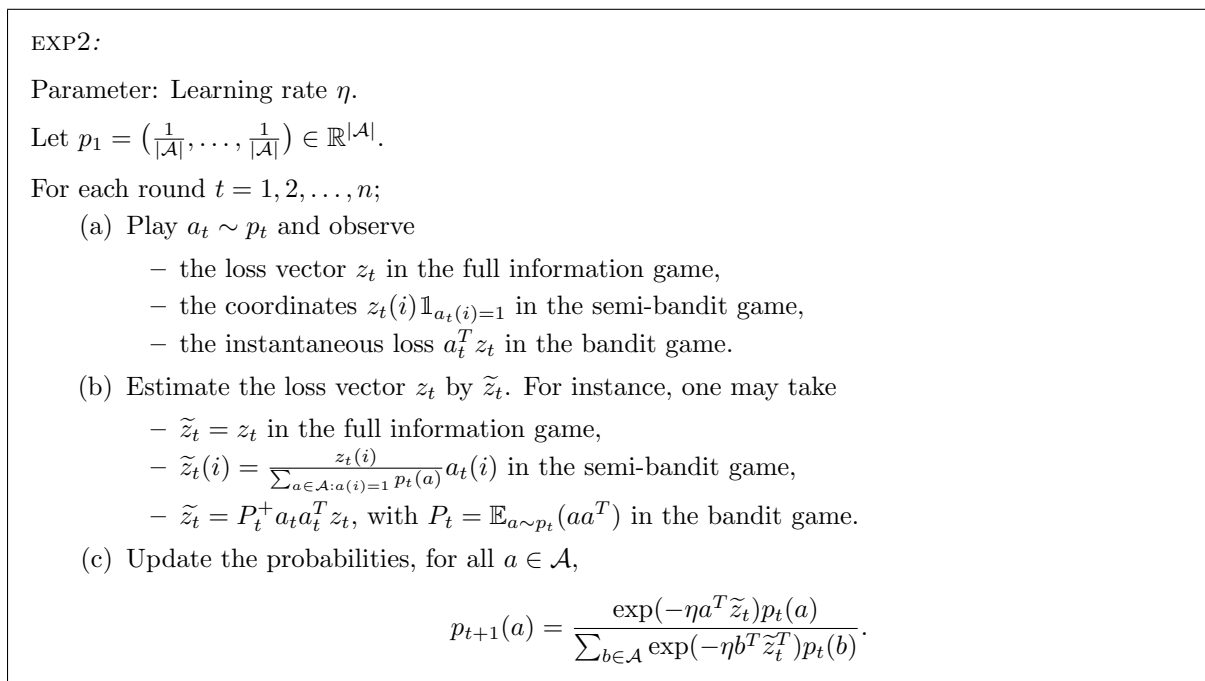 EXP2:
Parameter: Learning rate η.
Let p₁ = (1/|𝒜|, …, 1/|𝒜|) ∈ ℝ^|𝒜|.
For each round t = 1, 2, …, n;
(a) Play a_t ∼ p_t and observe
– the loss vector z_t in the full information game,
– the coordinates z_t(i)𝟙_{a_t(i)=1} in the semi-bandit game,
– the instantaneous loss a_t^T z_t in the bandit game.
(b) Estimate the loss vector z_t by z̃_t. For instance, one may take
– z̃_t = z_t in the full information game,
– z̃_t(i) = z_t(i) / ∑_{a∈𝒜:a(i)=1} p_t(a) a_t(i) in the semi-bandit game,
– z̃_t = P_t^+ a_t a_t^T z_t, with P_t = 𝔼_{a∼p_t}(aa^T) in the bandit game.
(c) Update the probabilities, for all a ∈ 𝒜,
p_{t+1}(a) = exp(−ηa^T z̃_t)p_t(a) / ∑_{b∈𝒜} exp(−ηb^T z̃_t^T)p_t(b).